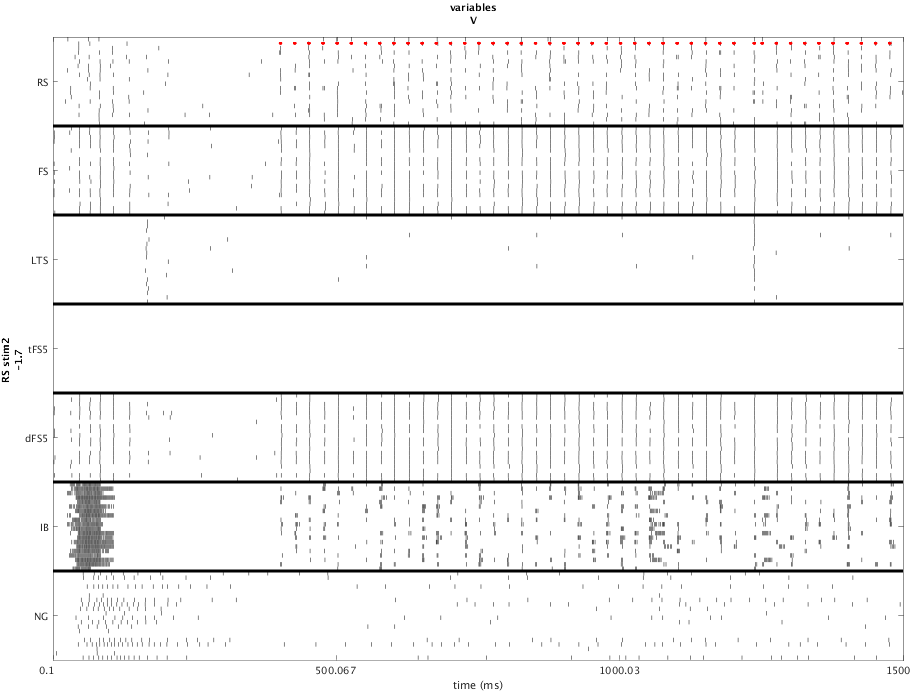 variables
V
RS
FS
LTS
tFS5
dFS5
IB
NG
RS stim2
-1.7
0.1
500.067
1000.03
1500
time (ms)